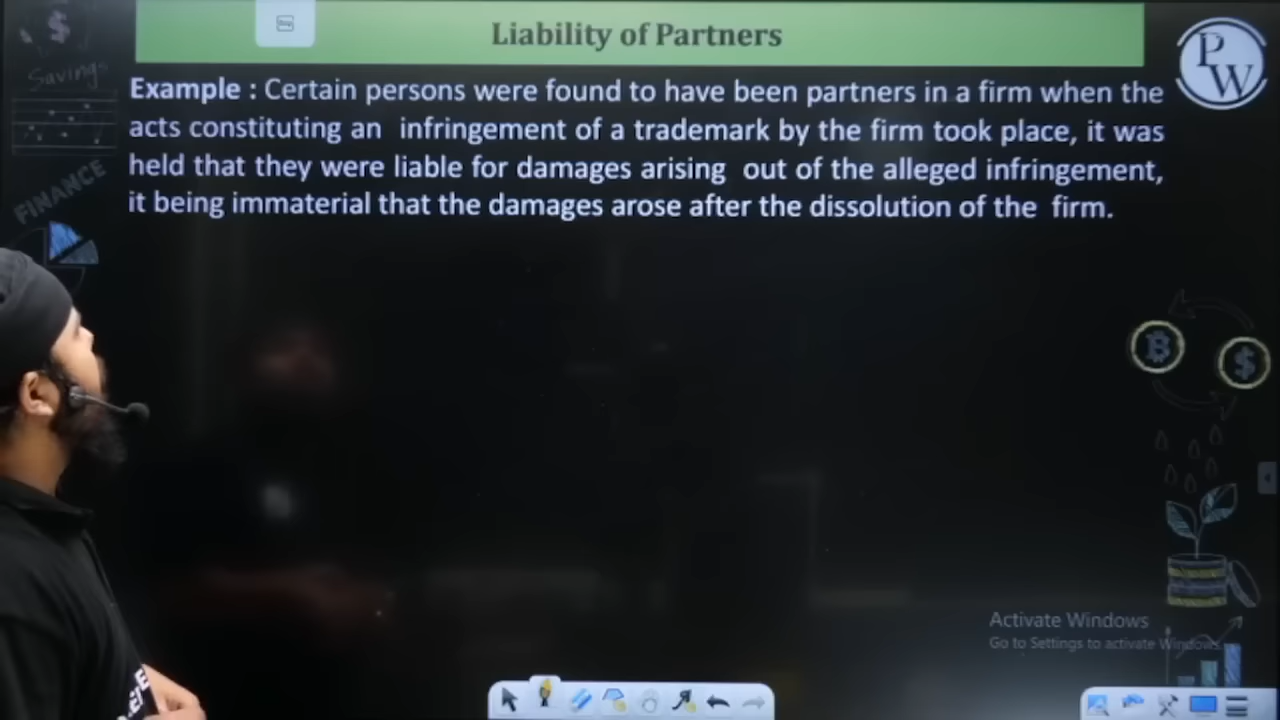 Liability of Partners
P
W
Savings
FINANCE
Example : Certain persons were found to have been partners in a firm when the
acts constituting an infringement of a trademark by the firm took place, it was
held that they were liable for damages arising out of the alleged infringement,
it being immaterial that the damages arose after the dissolution of the firm.
Activate Windows
Go to Settings to activate Windows.